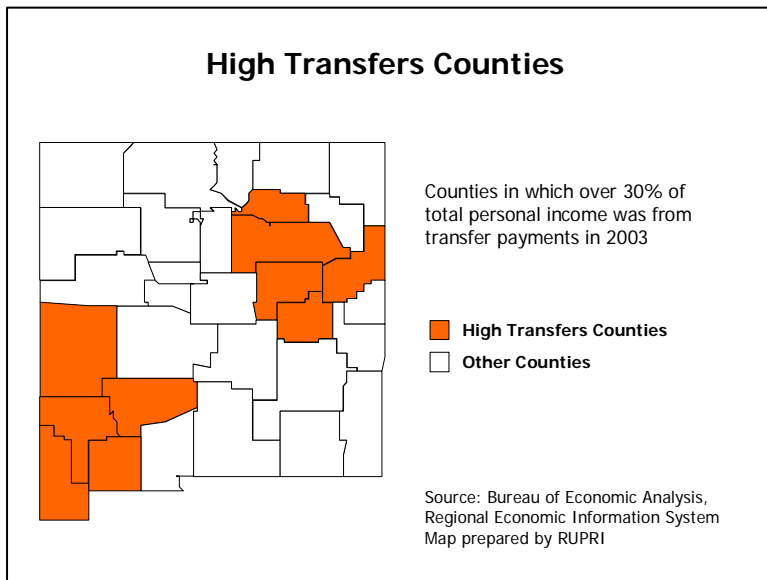 High Transfers Counties
Counties in which over 30% of
total personal income was from
transfer payments in 2003
High Transfers Counties
Other Counties
Source: Bureau of Economic Analysis,
Regional Economic Information System
Map prepared by RUPRI